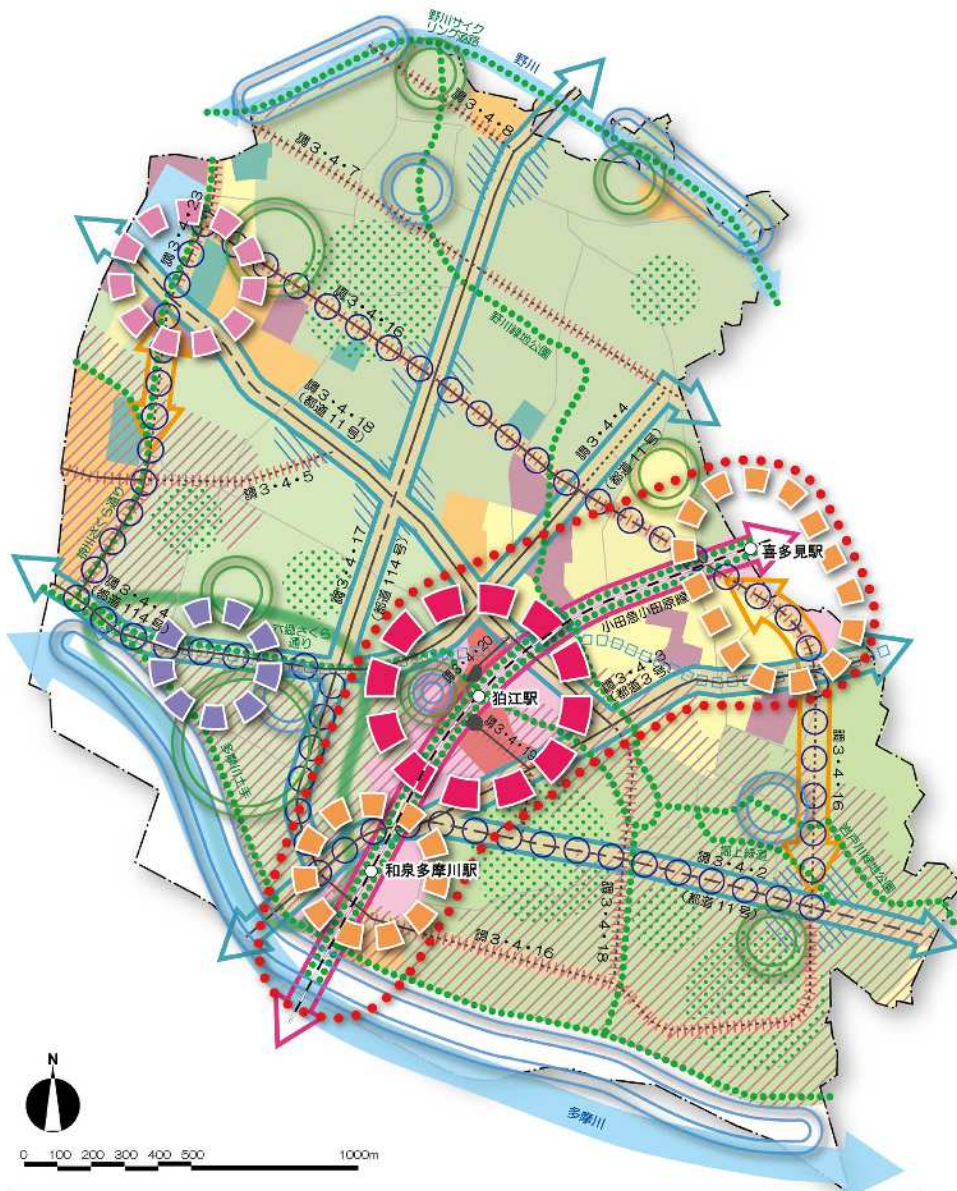 野川サイク
リング道路
野川
調3・4・8
調3・4・7
調3・4・23
調3・4・16
野川緑地公園
調3・4・18
(都道11号)
調3・4・4
(都道11号)
調3・4・5
調3・4・17
(都道114号)
喜多見駅
小田急小田原線
調3・4・4
(都道114号)
調3・4・20
狛江駅
調3・4・3
(都道3号)
調3・4・19
多摩川土手
調3・4・16
岩戸川緑地公園
和泉多摩川駅
調3・4・2
(都道11号)
調3・4・16
調3・4・18
多摩川
N
0 100 200 300 400 500 1000m